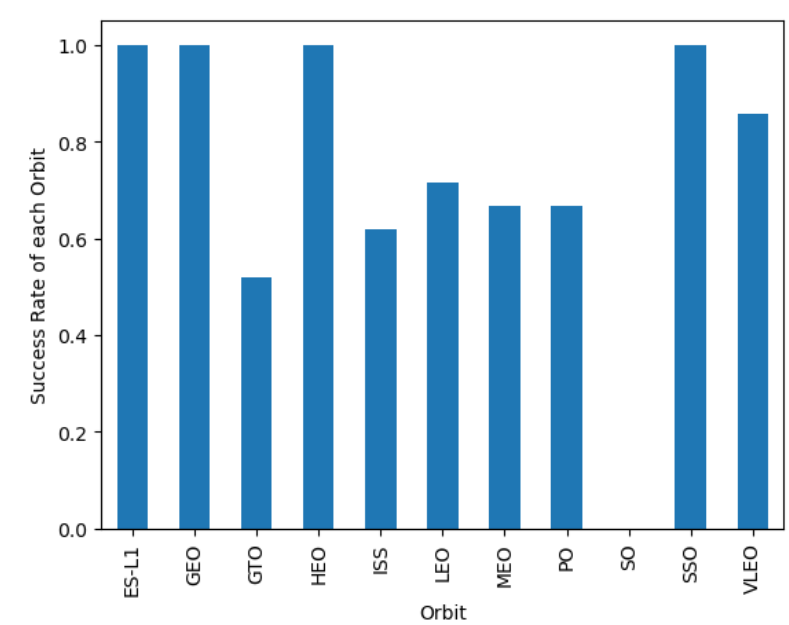 1.0
0.8
0.6
0.4
0.2
0.0
Success Rate of each Orbit
ES-L1
GEO
GTO
HEO
ISS
LEO
MEO
PO
SO
SSO
VLEO
Orbit